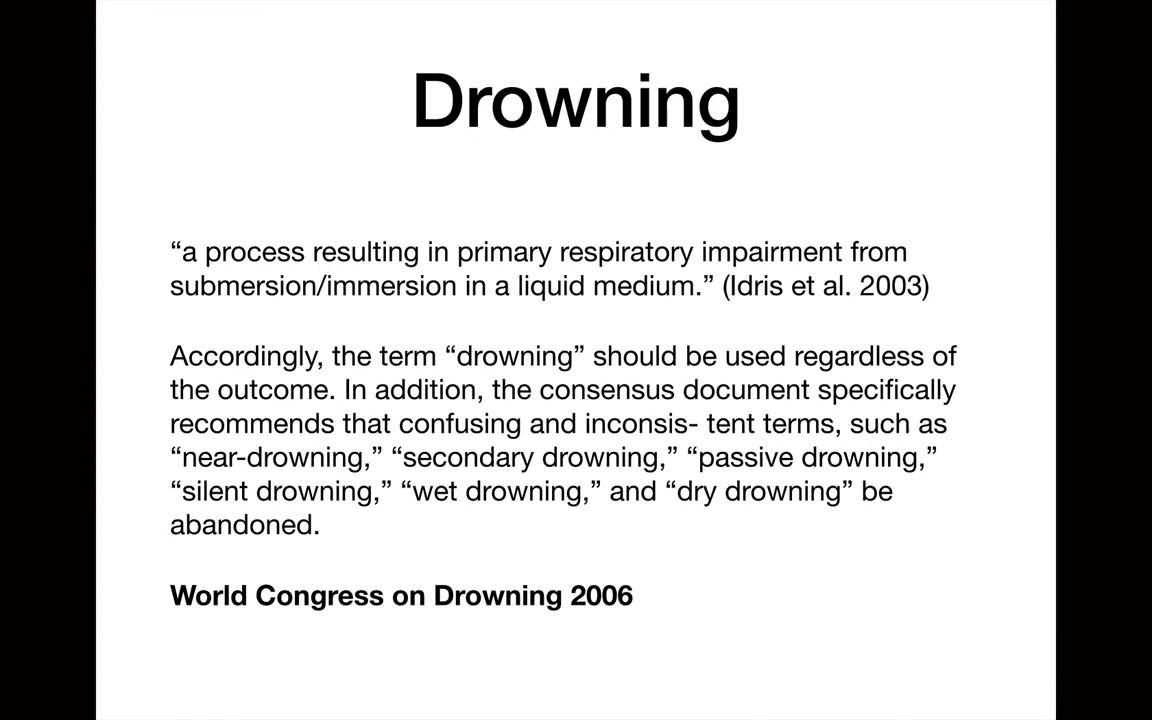 Drowning
“a process resulting in primary respiratory impairment from
submersion/immersion in a liquid medium.” (Idris et al. 2003)
Accordingly, the term “drowning” should be used regardless of
the outcome. In addition, the consensus document specifically
recommends that confusing and inconsis- tent terms, such as
“near-drowning,” “secondary drowning,” “passive drowning,”
“silent drowning,” “wet drowning,” and “dry drowning” be
abandoned.
World Congress on Drowning 2006